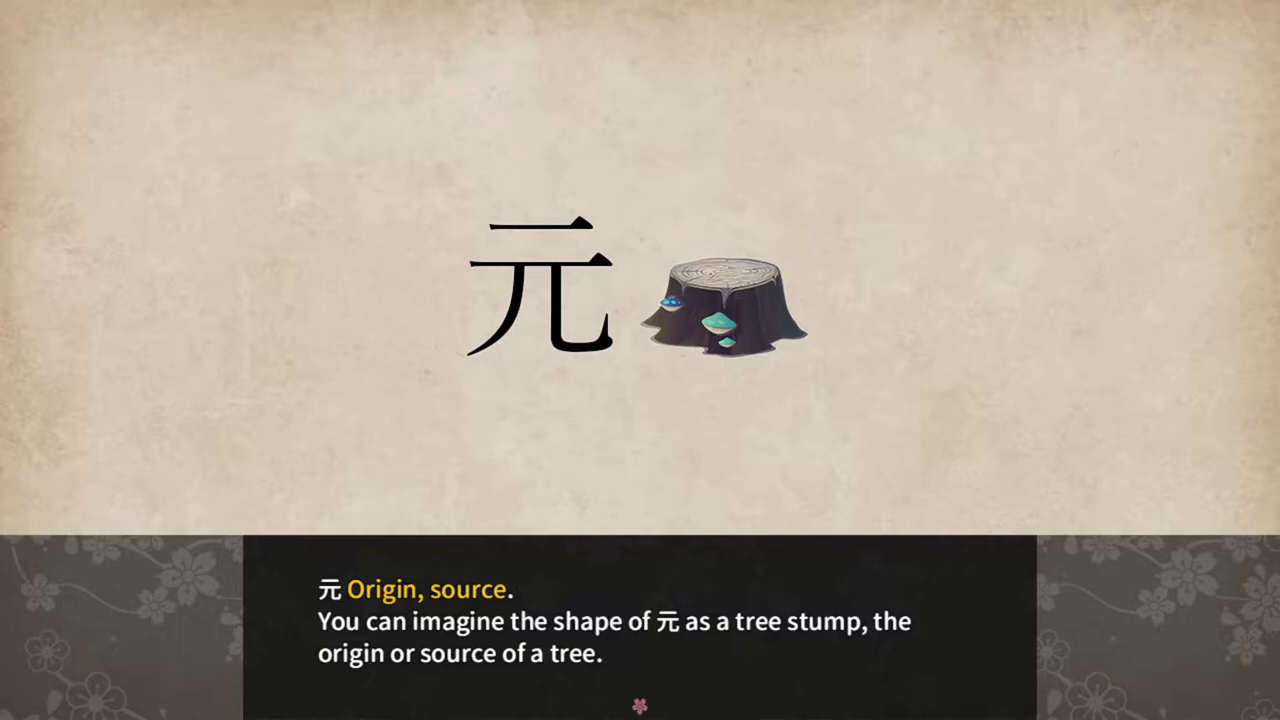 元
元 Origin, source.
You can imagine the shape of 元 as a tree stump, the
origin or source of a tree.